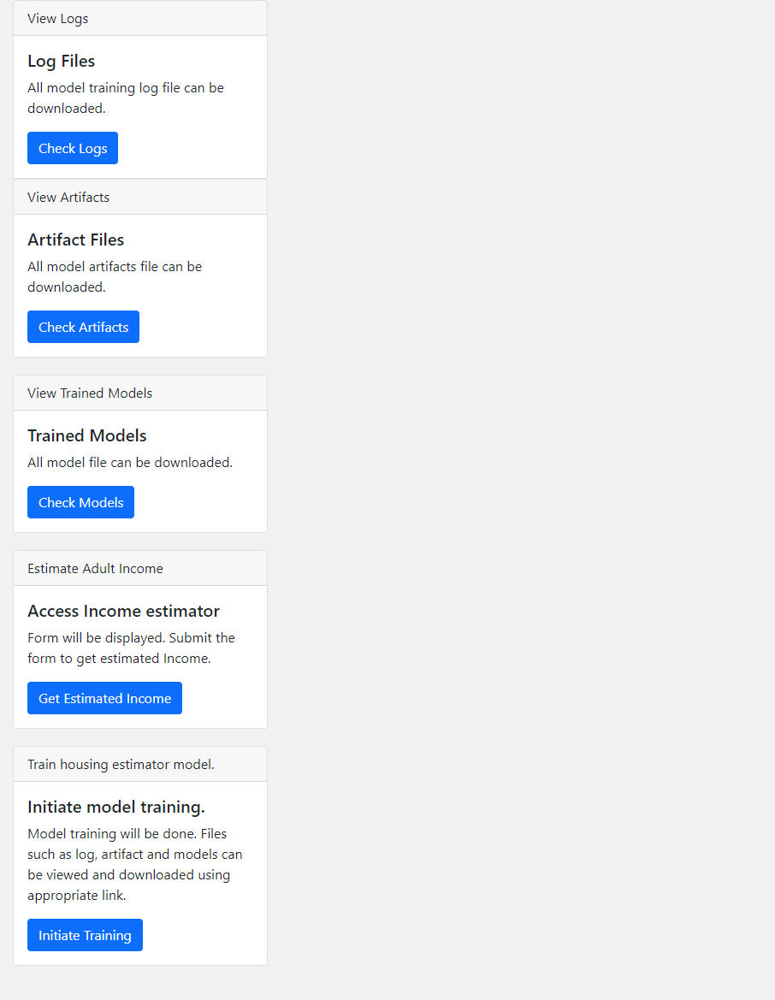 View Logs
Log Files
All model training log file can be
downloaded.
Check Logs
View Artifacts
Artifact Files
All model artifacts file can be
downloaded.
Check Artifacts
View Trained Models
Trained Models
All model file can be downloaded.
Check Models
Estimate Adult Income
Access Income estimator
Form will be displayed. Submit the
form to get estimated Income.
Get Estimated Income
Train housing estimator model.
Initiate model training.
Model training will be done. Files
such as log, artifact and models can
be viewed and downloaded using
appropriate link.
Initiate Training